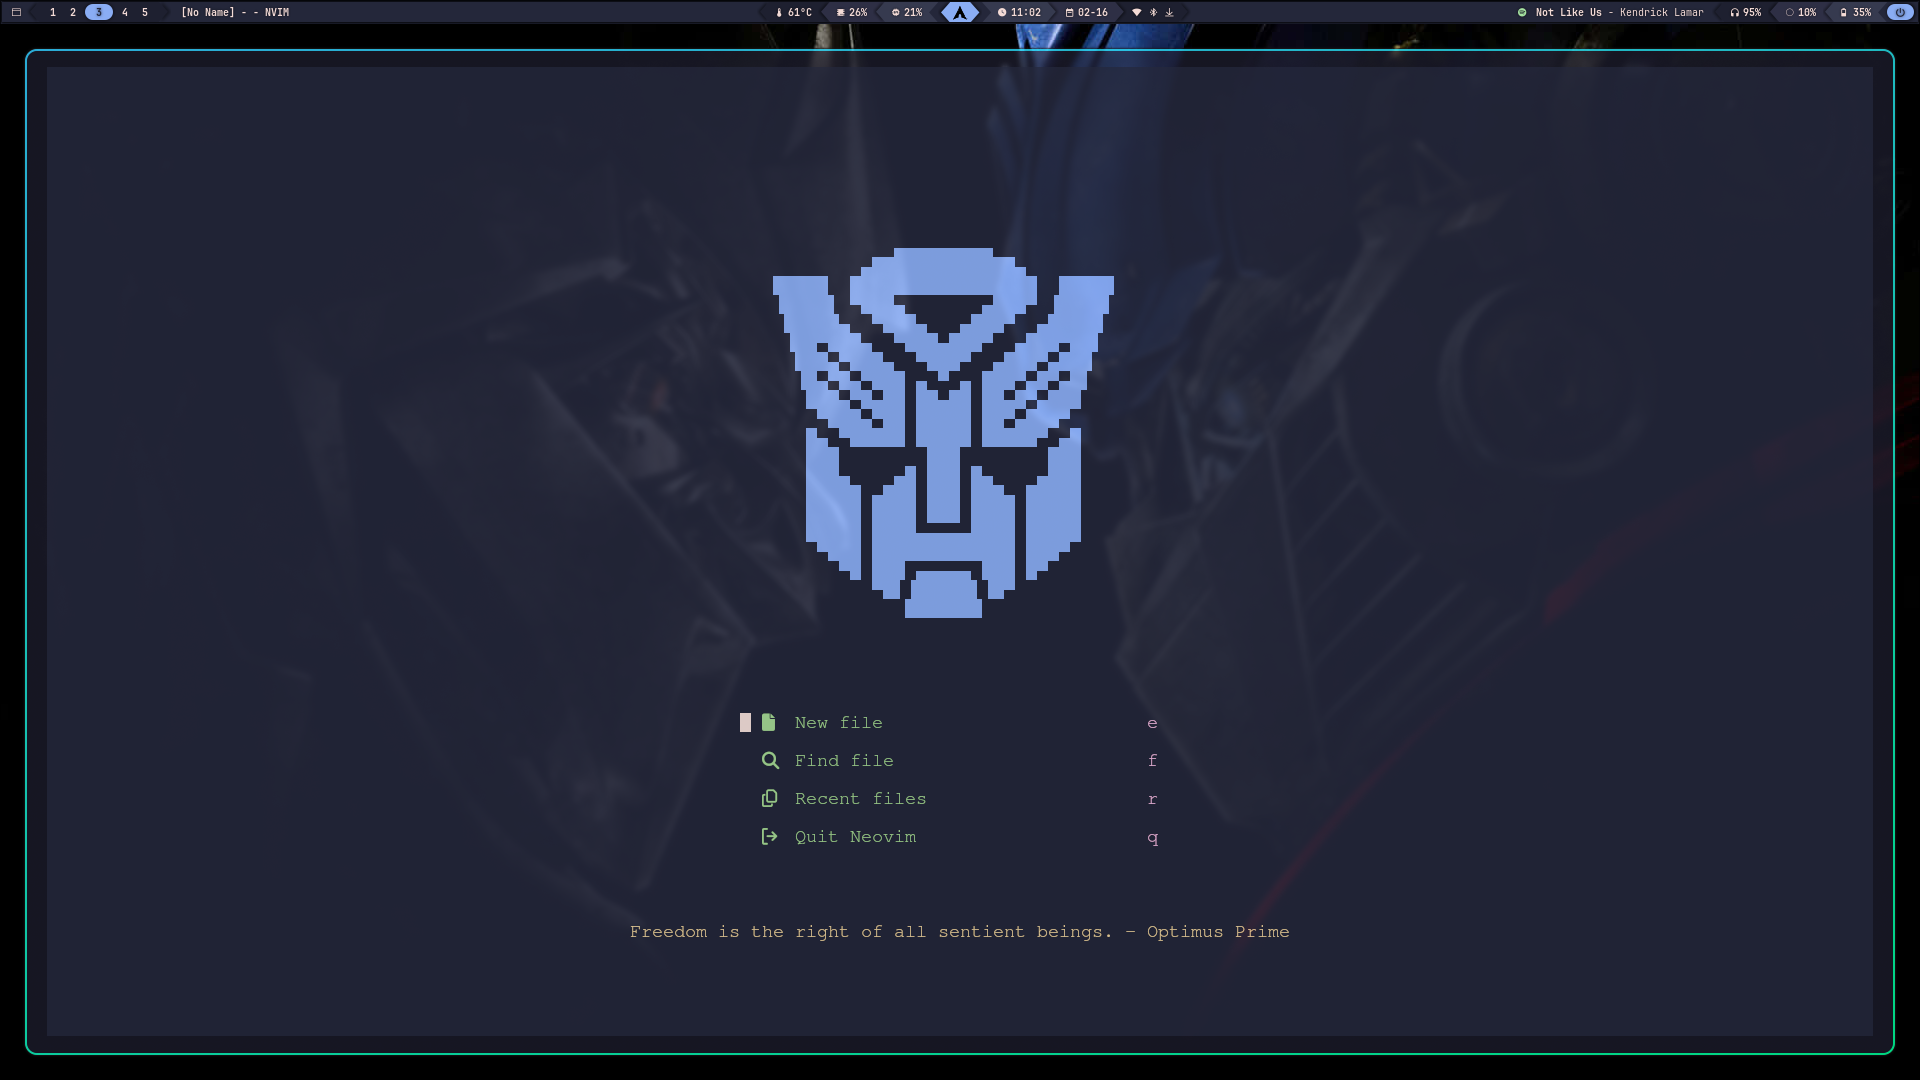 1 2 3 4 5 [No Name] - - NVIM 61°C 26% 21% 11:02 02-16 Not Like Us - Kendrick Lamar 95% 10% 35%
New file e
Find file f
Recent files r
Quit Neovim q
Freedom is the right of all sentient beings. - Optimus Prime